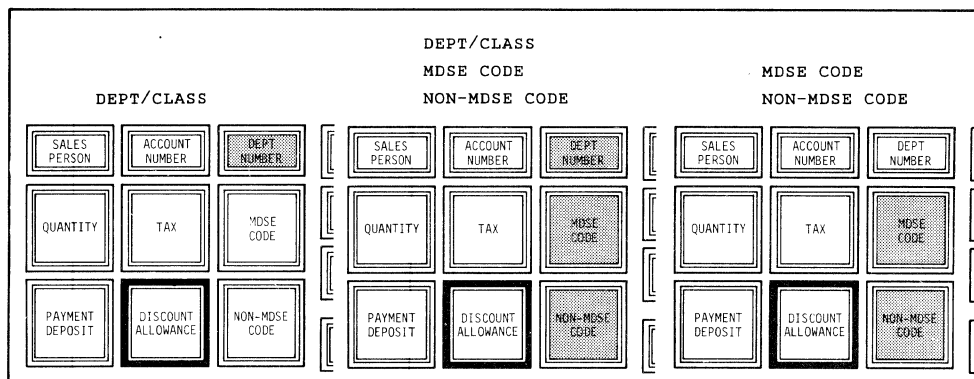 DEPT/CLASS
SALES
PERSON
ACCOUNT
NUMBER
DEPT
NUMBER
QUANTITY
TAX
MDSE
CODE
PAYMENT
DEPOSIT
DISCOUNT
ALLOWANCE
NON-MDSE
CODE
DEPT/CLASS
MDSE CODE
NON-MDSE CODE
SALES
PERSON
ACCOUNT
NUMBER
DEPT
NUMBER
QUANTITY
TAX
MDSE
CODE
PAYMENT
DEPOSIT
DISCOUNT
ALLOWANCE
NON-MDSE
CODE
MDSE CODE
NON-MDSE CODE
SALES
PERSON
ACCOUNT
NUMBER
DEPT
NUMBER
QUANTITY
TAX
MDSE
CODE
PAYMENT
DEPOSIT
DISCOUNT
ALLOWANCE
NON-MDSE
CODE